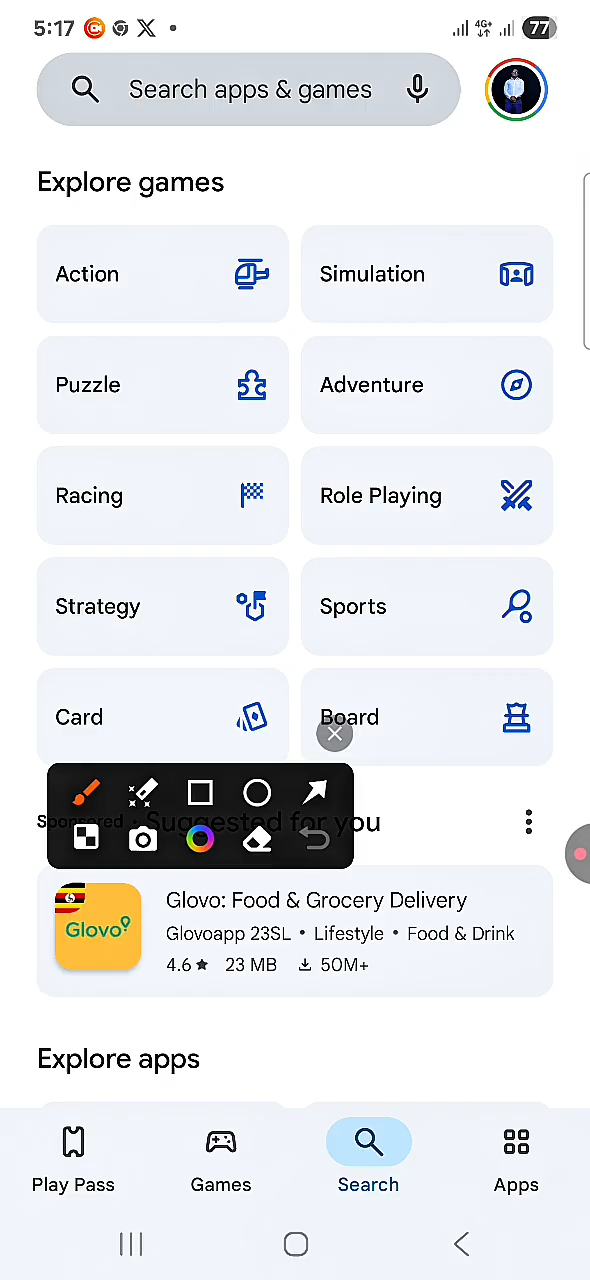 5:17 4G+ 77
Search apps & games
Explore games
Action Simulation
Puzzle Adventure
Racing Role Playing
Strategy Sports
Card Board
Sponsored · Suggested for you
Glovo: Food & Grocery Delivery
Glovo
Glovoapp 23SL • Lifestyle • Food & Drink
4.6 ★ 23 MB 50M+
Explore apps
Play Pass Games Search Apps